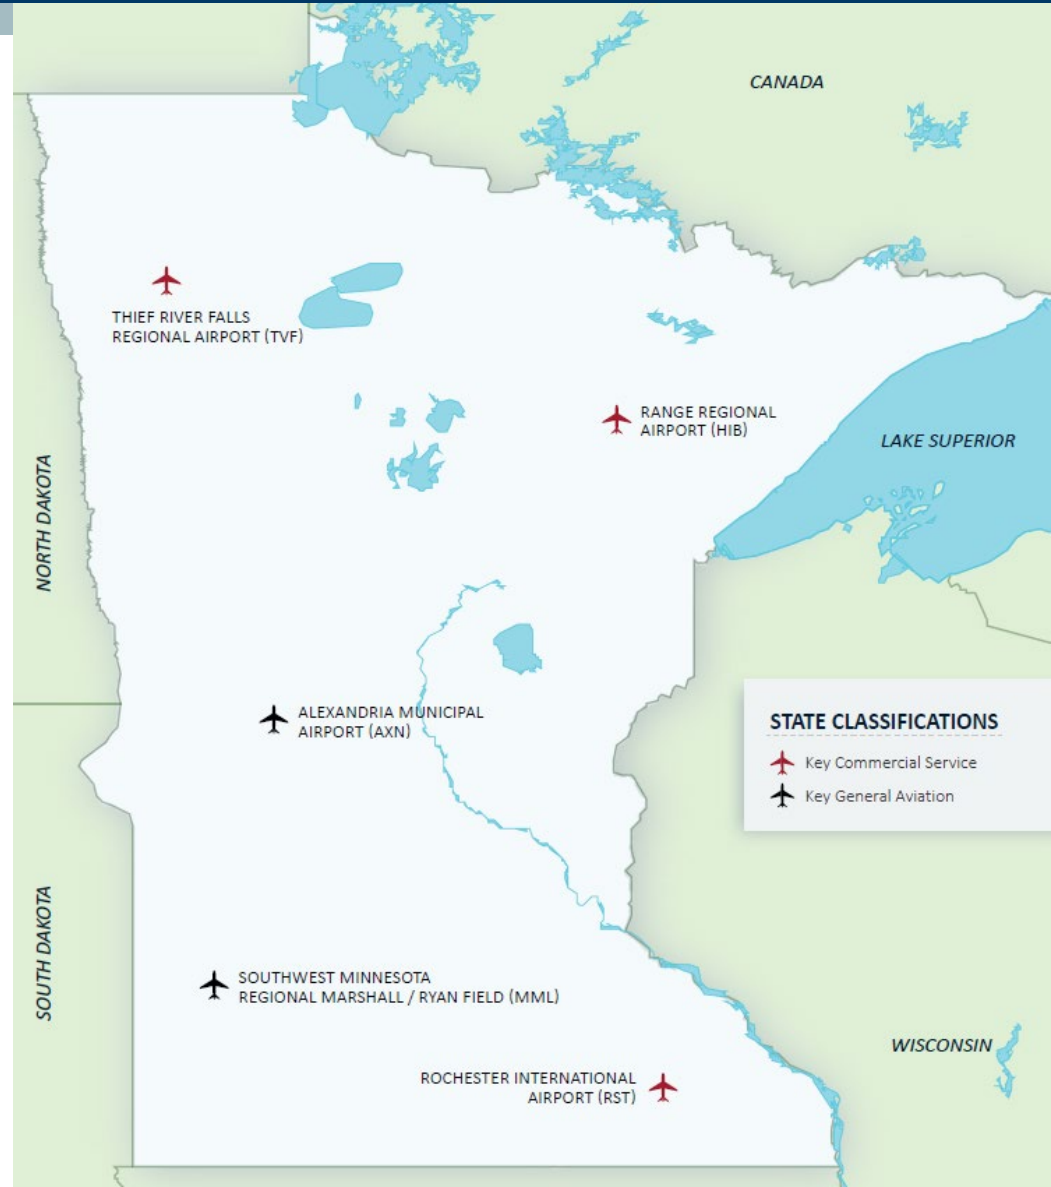 CANADA
THIEF RIVER FALLS
REGIONAL AIRPORT (TVF)
RANGE REGIONAL
AIRPORT (HIB)
LAKE SUPERIOR
NORTH DAKOTA
ALEXANDRIA MUNICIPAL
AIRPORT (AXN)
STATE CLASSIFICATIONS
Key Commercial Service
Key General Aviation
SOUTH DAKOTA
SOUTHWEST MINNESOTA
REGIONAL MARSHALL / RYAN FIELD (MML)
WISCONSIN
ROCHESTER INTERNATIONAL
AIRPORT (RST)